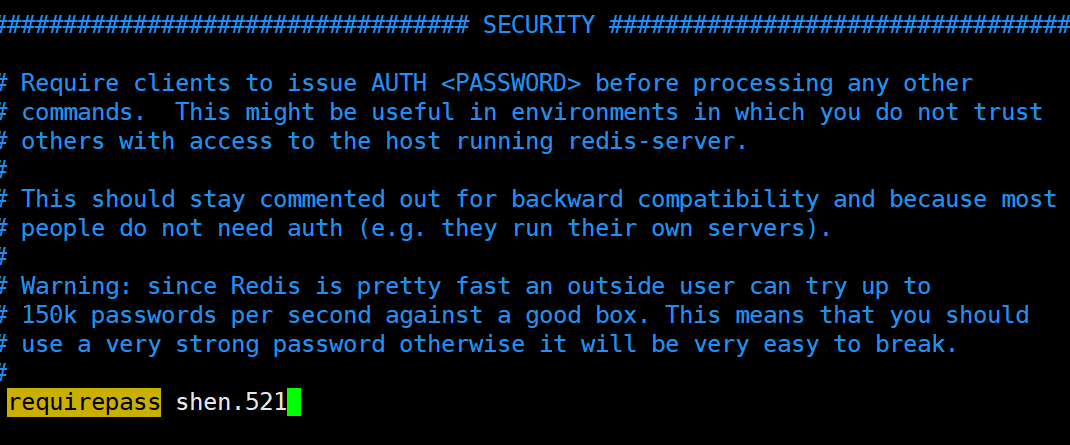 ################################## SECURITY #################################
# Require clients to issue AUTH <PASSWORD> before processing any other
# commands.  This might be useful in environments in which you do not trust
# others with access to the host running redis-server.
#
# This should stay commented out for backward compatibility and because most
# people do not need auth (e.g. they run their own servers).
#
# Warning: since Redis is pretty fast an outside user can try up to
# 150k passwords per second against a good box. This means that you should
# use a very strong password otherwise it will be very easy to break.
#
requirepass shen.521